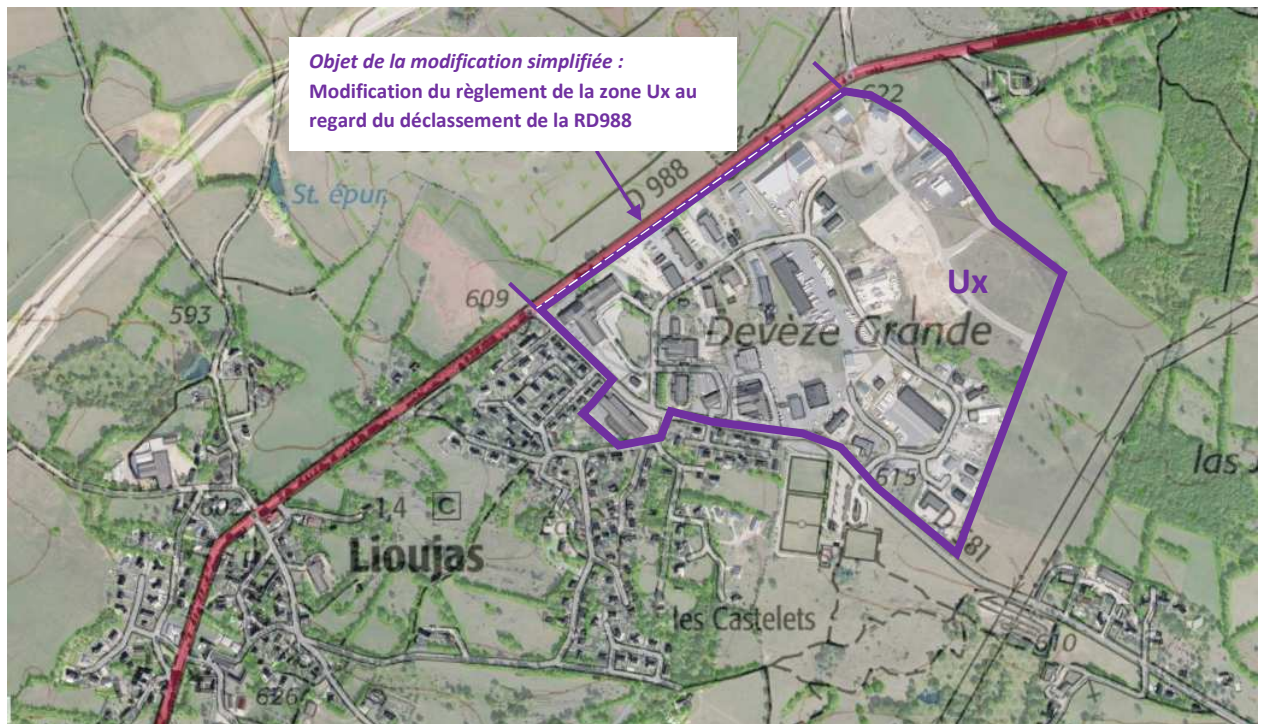 Objet de la modification simplifiée :
Modification du règlement de la zone Ux au
regard du déclassement de la RD988
622
D 988
St. épur.
Ux
609
593
Devèze Grande
615
las
14 C
Lioujas
les Castelets
610
626